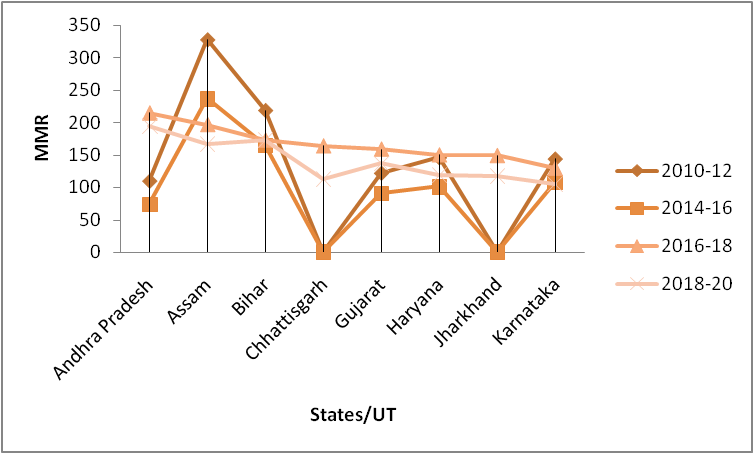 350
300
250
200
150
100
50
0
MMR
Andhra Pradesh
Assam
Bihar
Chhattisgarh
Gujarat
Haryana
Jharkhand
Karnataka
States/UT
2010-12
2014-16
2016-18
2018-20